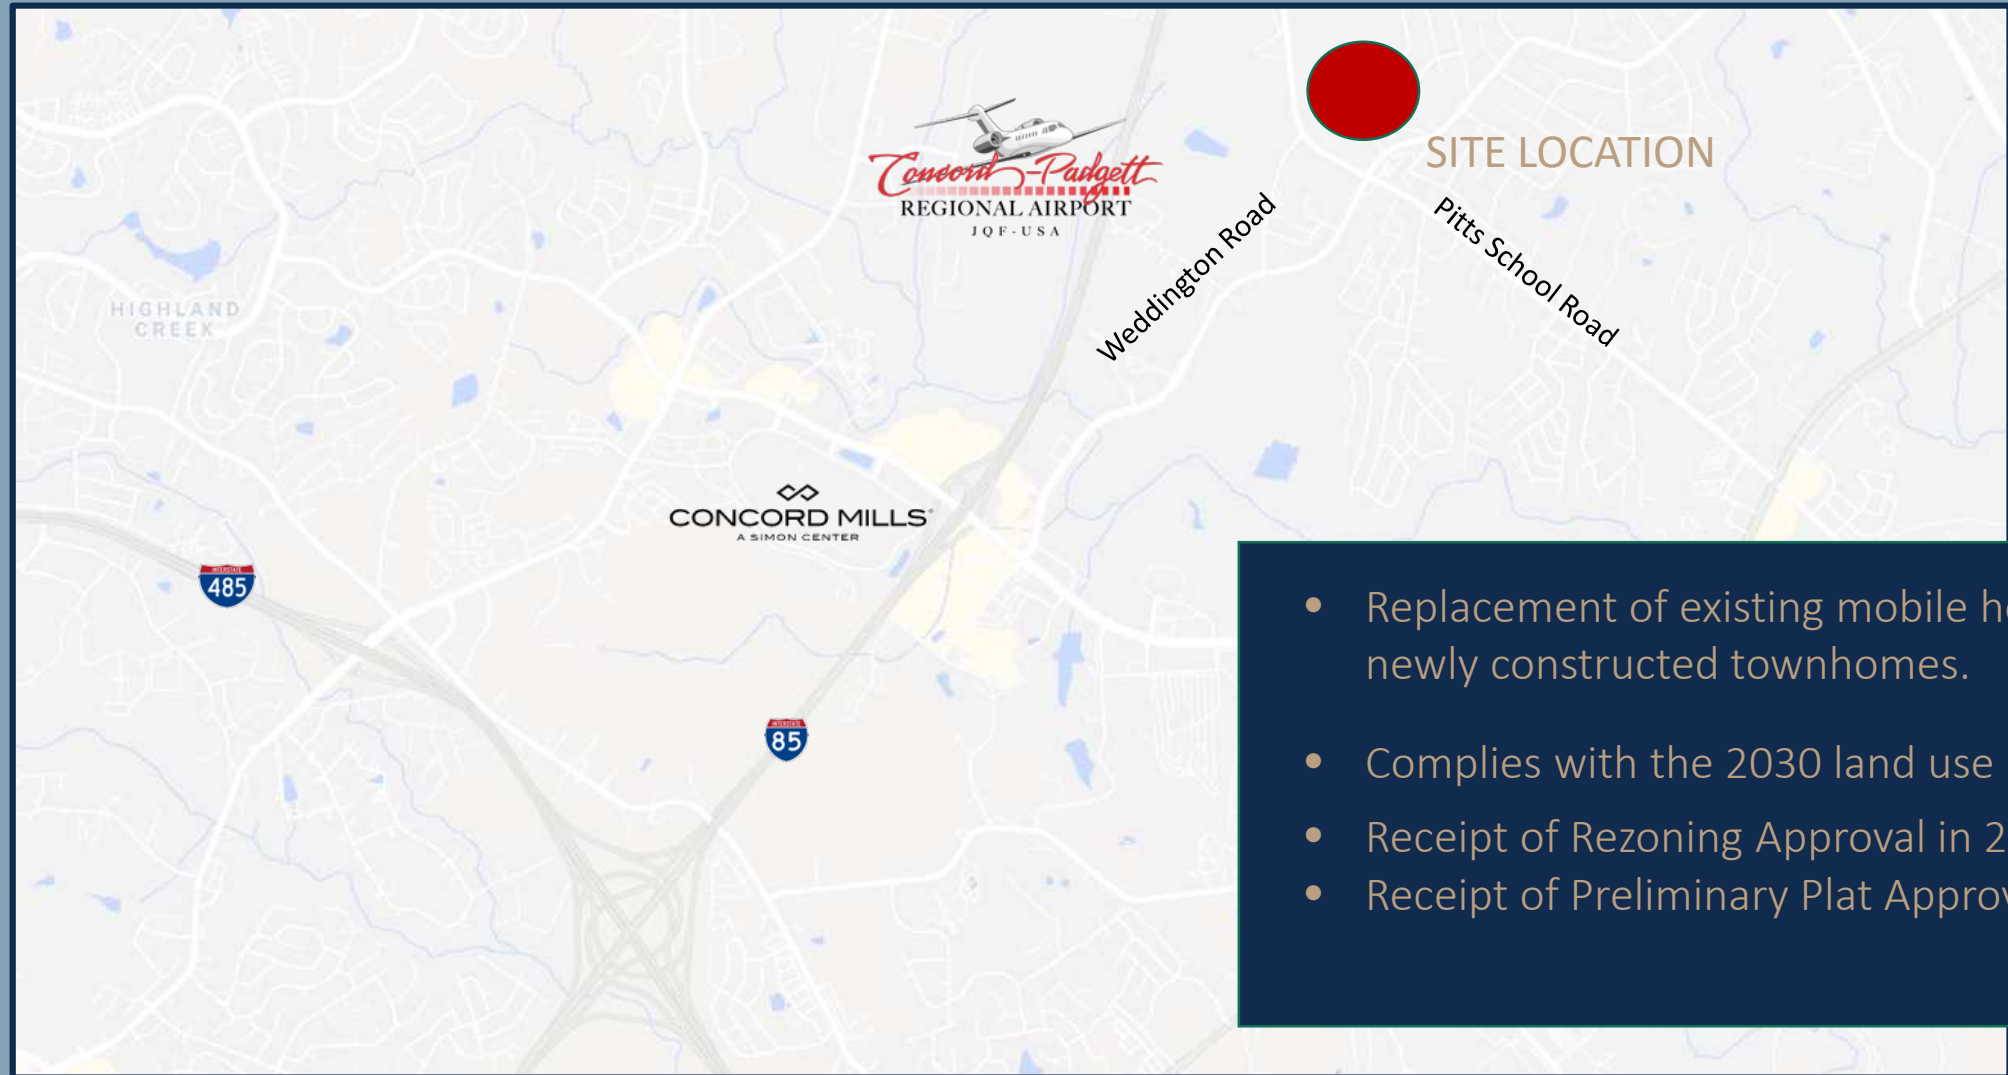 SITE LOCATION
Concord-Padgett
REGIONAL AIRPORT
JQF-USA
Weddington Road
Pitts School Road
HIGHLAND
CREEK
CONCORD MILLS
A SIMON CENTER
INTERSTATE
485
INTERSTATE
85
• Replacement of existing mobile
newly constructed townhomes.
• Complies with the 2030 land use
• Receipt of Rezoning Approval in
• Receipt of Preliminary Plat